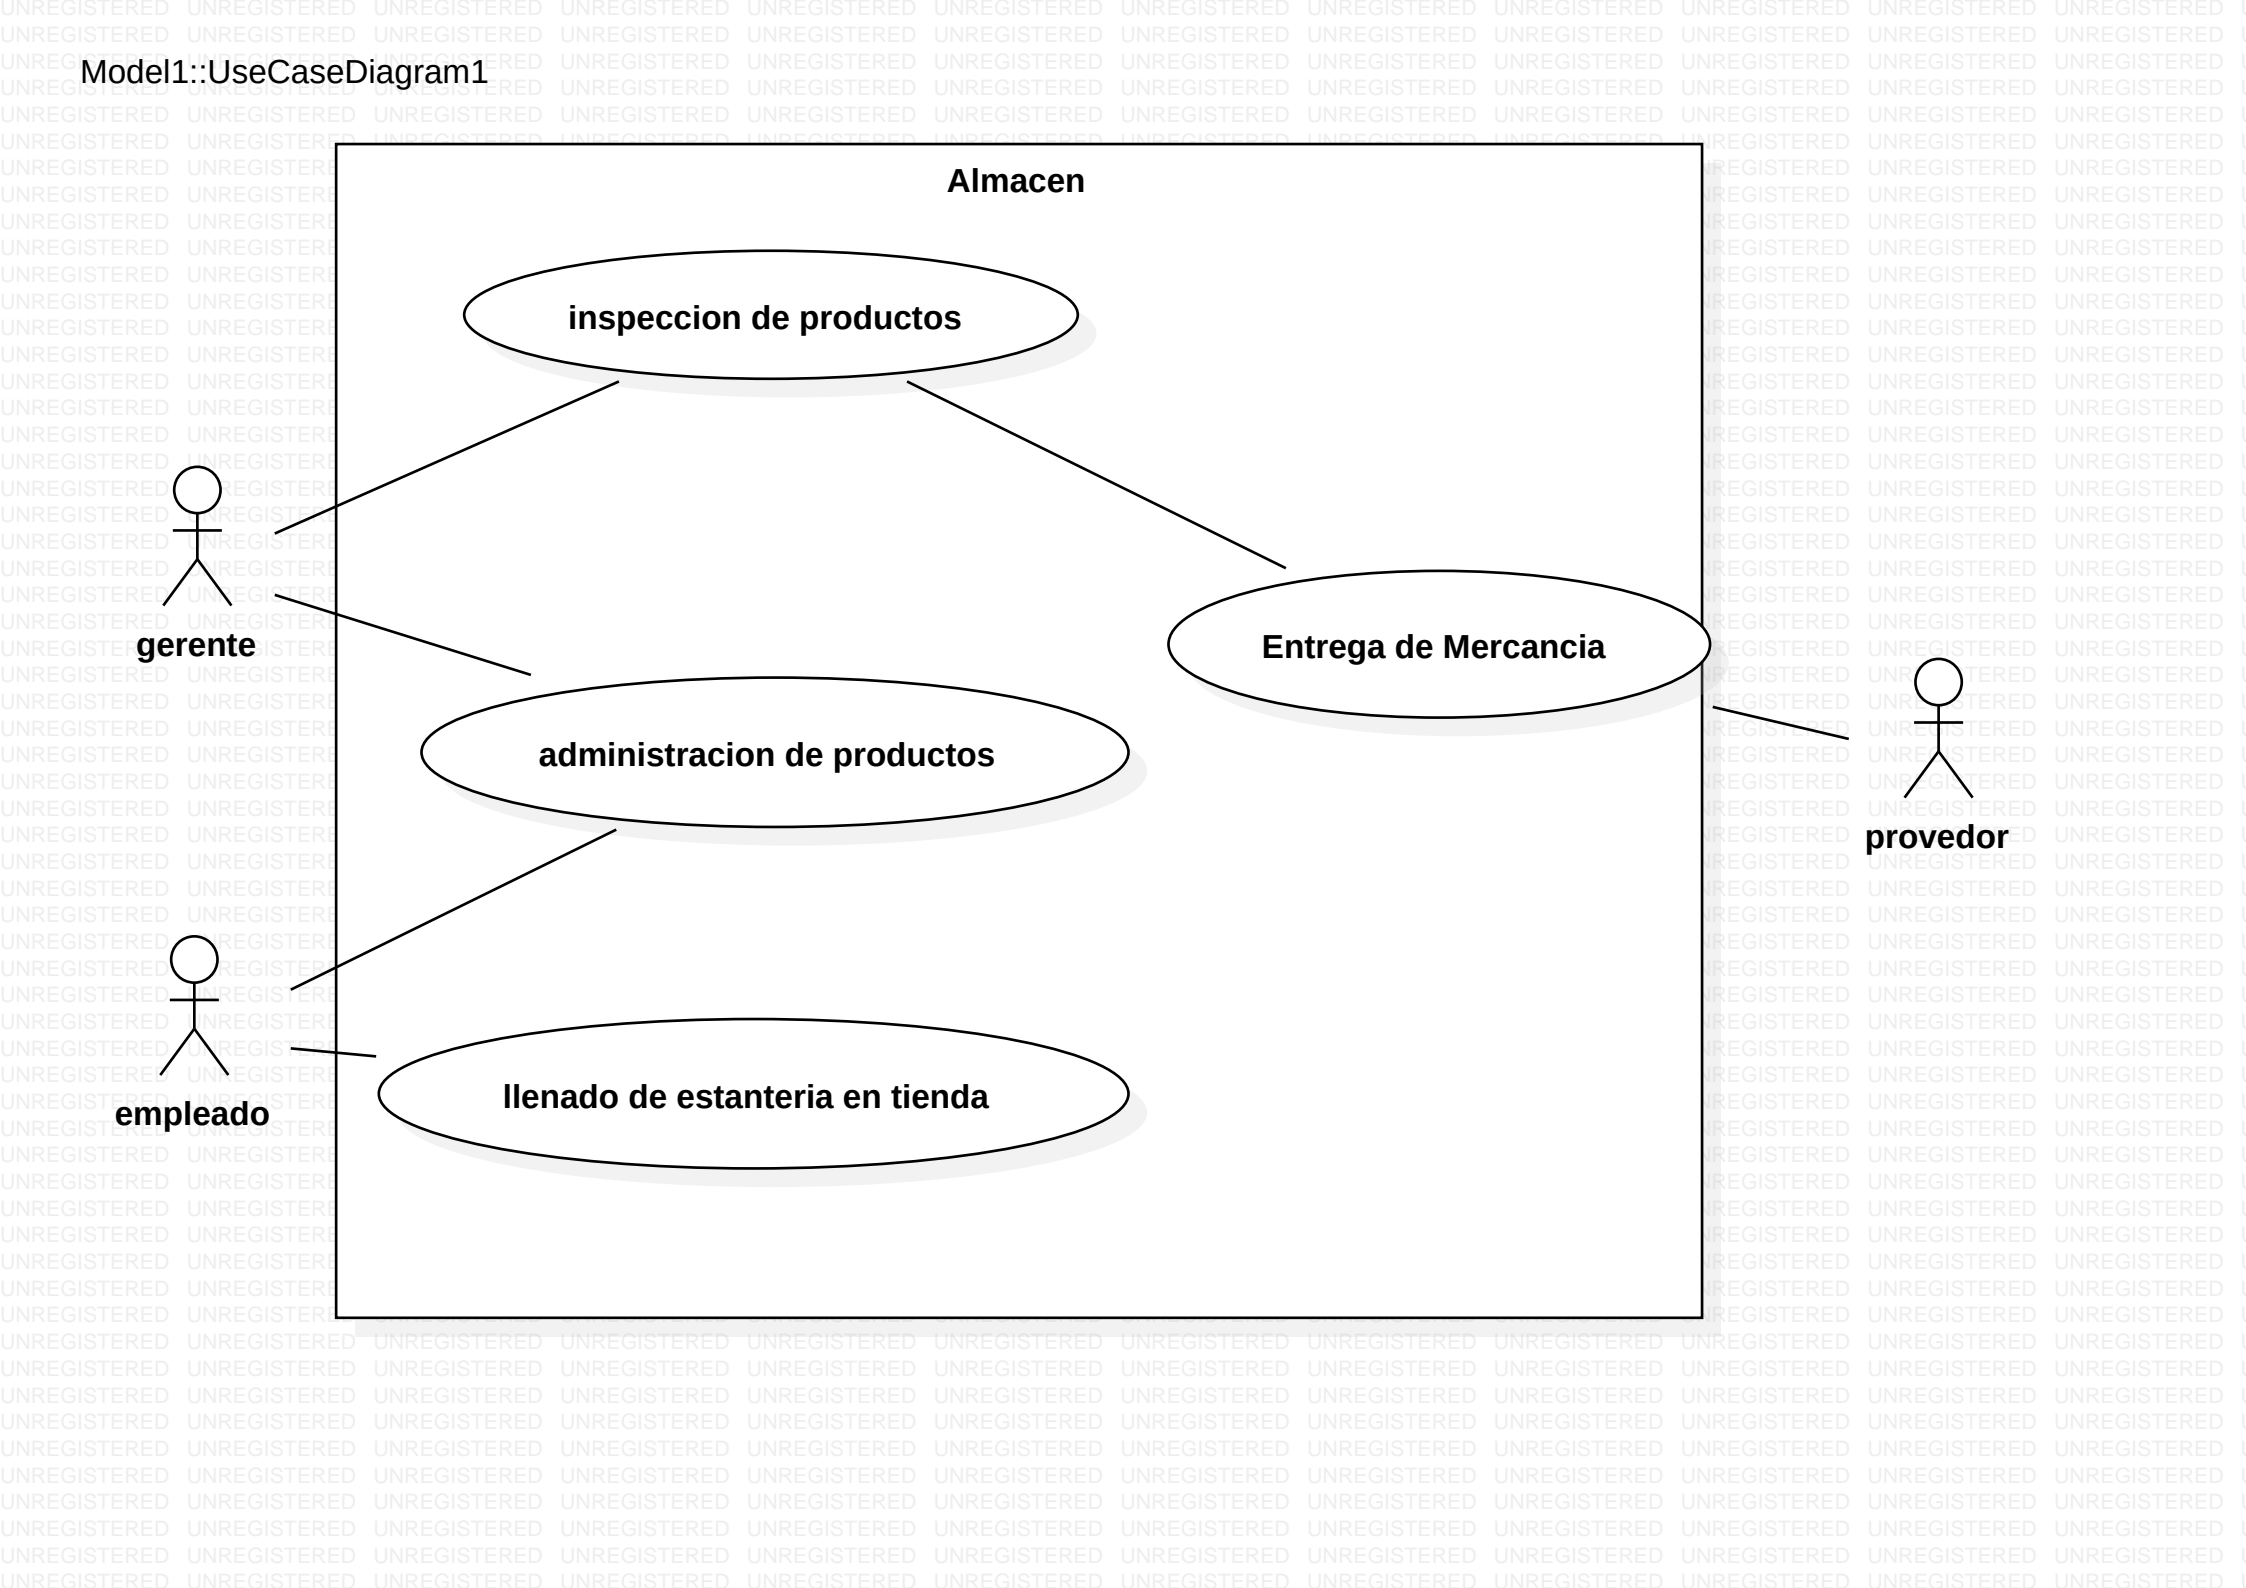 Model1::UseCaseDiagram1
Almacen
inspeccion de productos
gerente
Entrega de Mercancia
administracion de productos
provedor
empleado
llenado de estanteria en tienda
UNREGISTERED